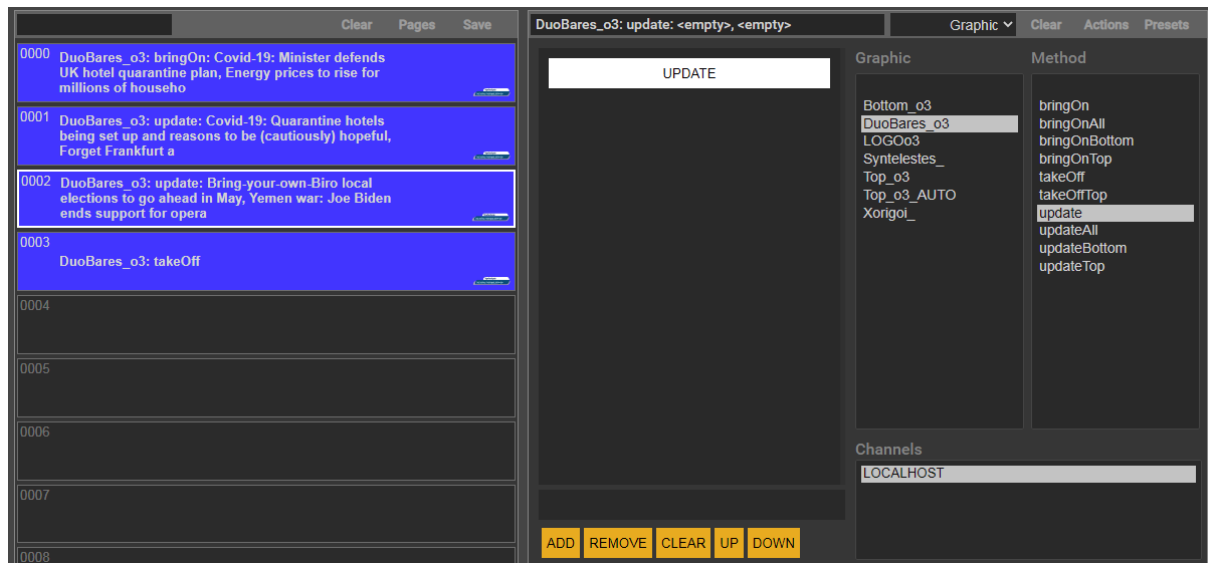 Clear Pages Save
0000 DuoBares_o3: bringOn: Covid-19: Minister defends
UK hotel quarantine plan, Energy prices to rise for
millions of househo
0001 DuoBares_o3: update: Covid-19: Quarantine hotels
being set up and reasons to be (cautiously) hopeful,
Forget Frankfurt a
0002 DuoBares_o3: update: Bring-your-own-Biro local
elections to go ahead in May, Yemen war: Joe Biden
ends support for opera
0003
DuoBares_o3: takeOff
0004
0005
0006
0007
0008
DuoBares_o3: update: <empty>, <empty>
Graphic Clear Actions Presets
UPDATE
ADD REMOVE CLEAR UP DOWN
Graphic
Bottom_o3
DuoBares_o3
LOGOo3
Syntelestes_
Top_o3
Top_o3_AUTO
Xorigoi_
Method
bringOn
bringOnAll
bringOnBottom
bringOnTop
takeOff
takeOffTop
update
updateAll
updateBottom
updateTop
Channels
LOCALHOST